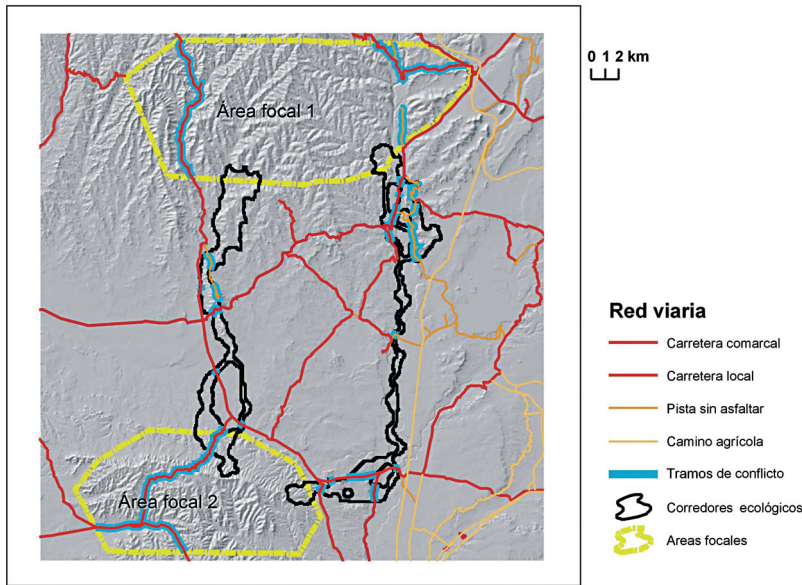 0 1 2 km
Área focal 1
Área focal 2
Red viaria
Carretera comarcal
Carretera local
Pista sin asfaltar
Camino agrícola
Tramos de conflicto
Corredores ecológicos
Areas focales